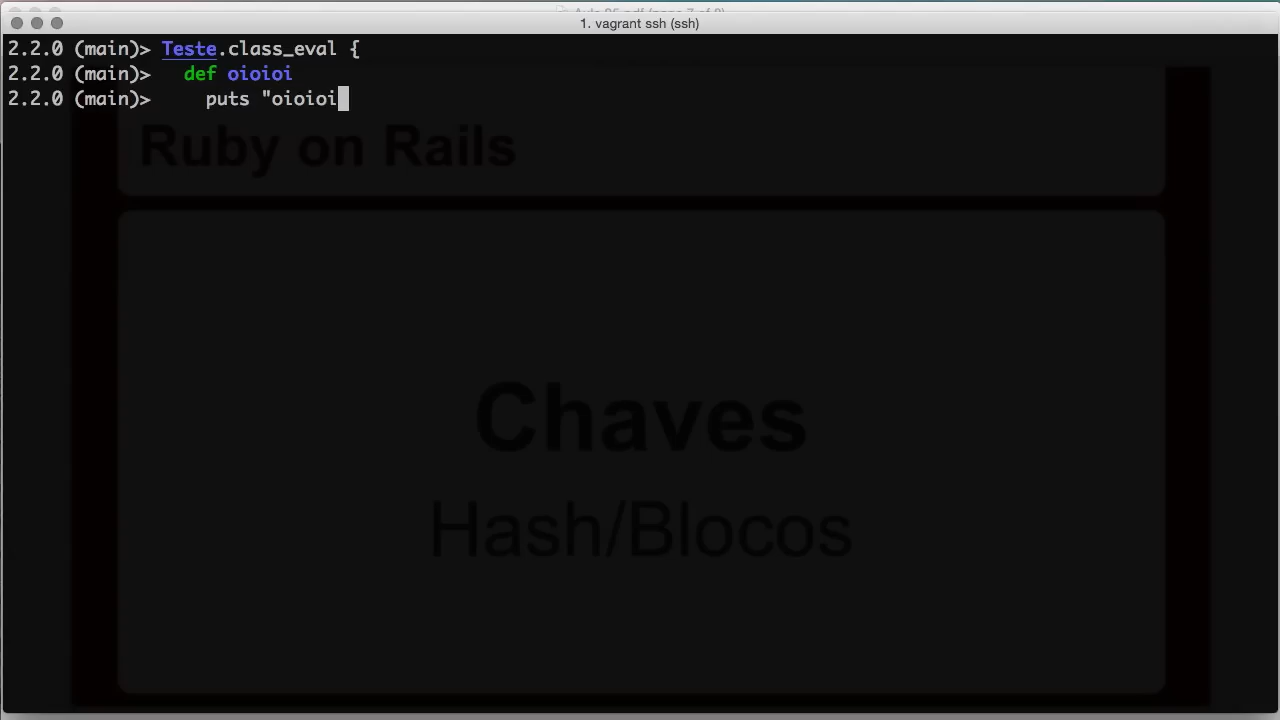 1. vagrant ssh (ssh)
2.2.0 (main)> Teste.class_eval {
2.2.0 (main)>   def oioioi
2.2.0 (main)>     puts "oioioi
Ruby on Rails
Chaves
Hash/Blocos